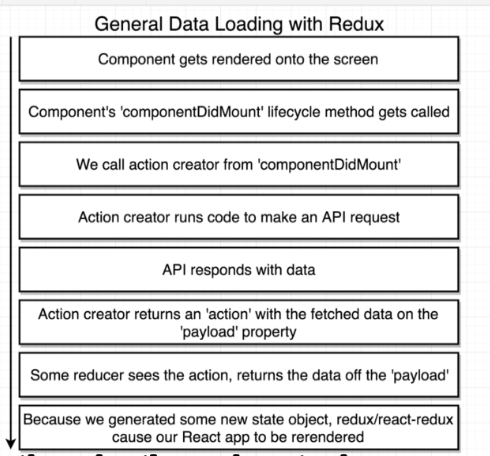 General Data Loading with Redux
Component gets rendered onto the screen
Component's 'componentDidMount' lifecycle method gets called
We call action creator from 'componentDidMount'
Action creator runs code to make an API request
API responds with data
Action creator returns an 'action' with the fetched data on the
'payload' property
Some reducer sees the action, returns the data off the 'payload'
Because we generated some new state object, redux/react-redux
cause our React app to be rerendered